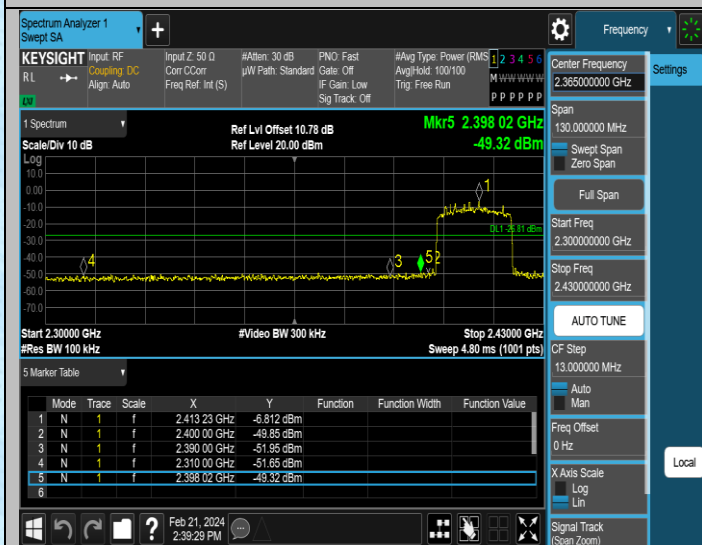 Spectrum Analyzer 1
Swept SA
+
Frequency
KEYSIGHT
RL
Input: RF
Coupling: DC
Align: Auto
Input Z: 50 Ω
Corr CCorr
Freq Ref: Int (S)
#Atten: 30 dB
µW Path: Standard
PNO: Fast
Gate: Off
IF Gain: Low
Sig Track: Off
#Avg Type: Power (RMS
Avg|Hold: 100/100
Trig: Free Run
1 2 3 4 5 6
M W W W W W
P P P P P P
1 Spectrum
Scale/Div 10 dB
Ref Lvl Offset 10.78 dB
Ref Level 20.00 dBm
Mkr5 2.398 02 GHz
-49.32 dBm
Log
10.0
0.00
-10.0
-20.0
-30.0
-40.0
-50.0
-60.0
-70.0
1
DL1 -26.81 dBm
4
3
5
2
Start 2.30000 GHz
#Res BW 100 kHz
#Video BW 300 kHz
Stop 2.43000 GHz
Sweep 4.80 ms (1001 pts)
5 Marker Table
Mode Trace Scale X Y Function Function Width Function Value
1 N 1 f 2.413 23 GHz -6.812 dBm
2 N 1 f 2.400 00 GHz -49.85 dBm
3 N 1 f 2.390 00 GHz -51.95 dBm
4 N 1 f 2.310 00 GHz -51.65 dBm
5 N 1 f 2.398 02 GHz -49.32 dBm
6
?
Feb 21, 2024
2:39:29 PM
Center Frequency
2.365000000 GHz
Span
130.000000 MHz
Swept Span
Zero Span
Full Span
Start Freq
2.300000000 GHz
Stop Freq
2.430000000 GHz
AUTO TUNE
CF Step
13.000000 MHz
Auto
Man
Freq Offset
0 Hz
X Axis Scale
Log
Lin
Signal Track
(Span Zoom)
Settings
Local